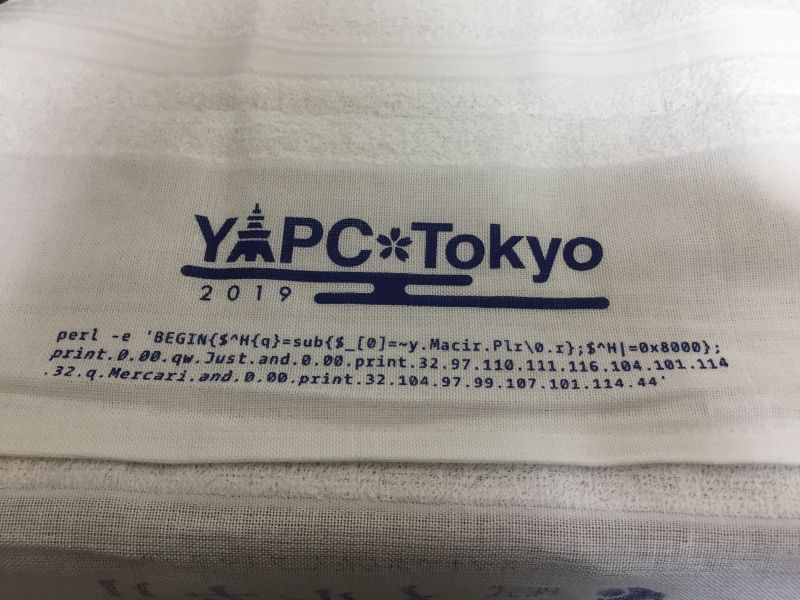 YAPC Tokyo
2019
perl -e 'BEGIN{$^H{q}=sub{$_[0]=~y.Macir.Plr\0.r};$^H|=0x8000};
print.0.00.qw.Just.and.0.00.print.32.97.110.111.116.104.101.114
.32.q.Mercari.and.0.00.print.32.104.97.99.107.101.114.44'